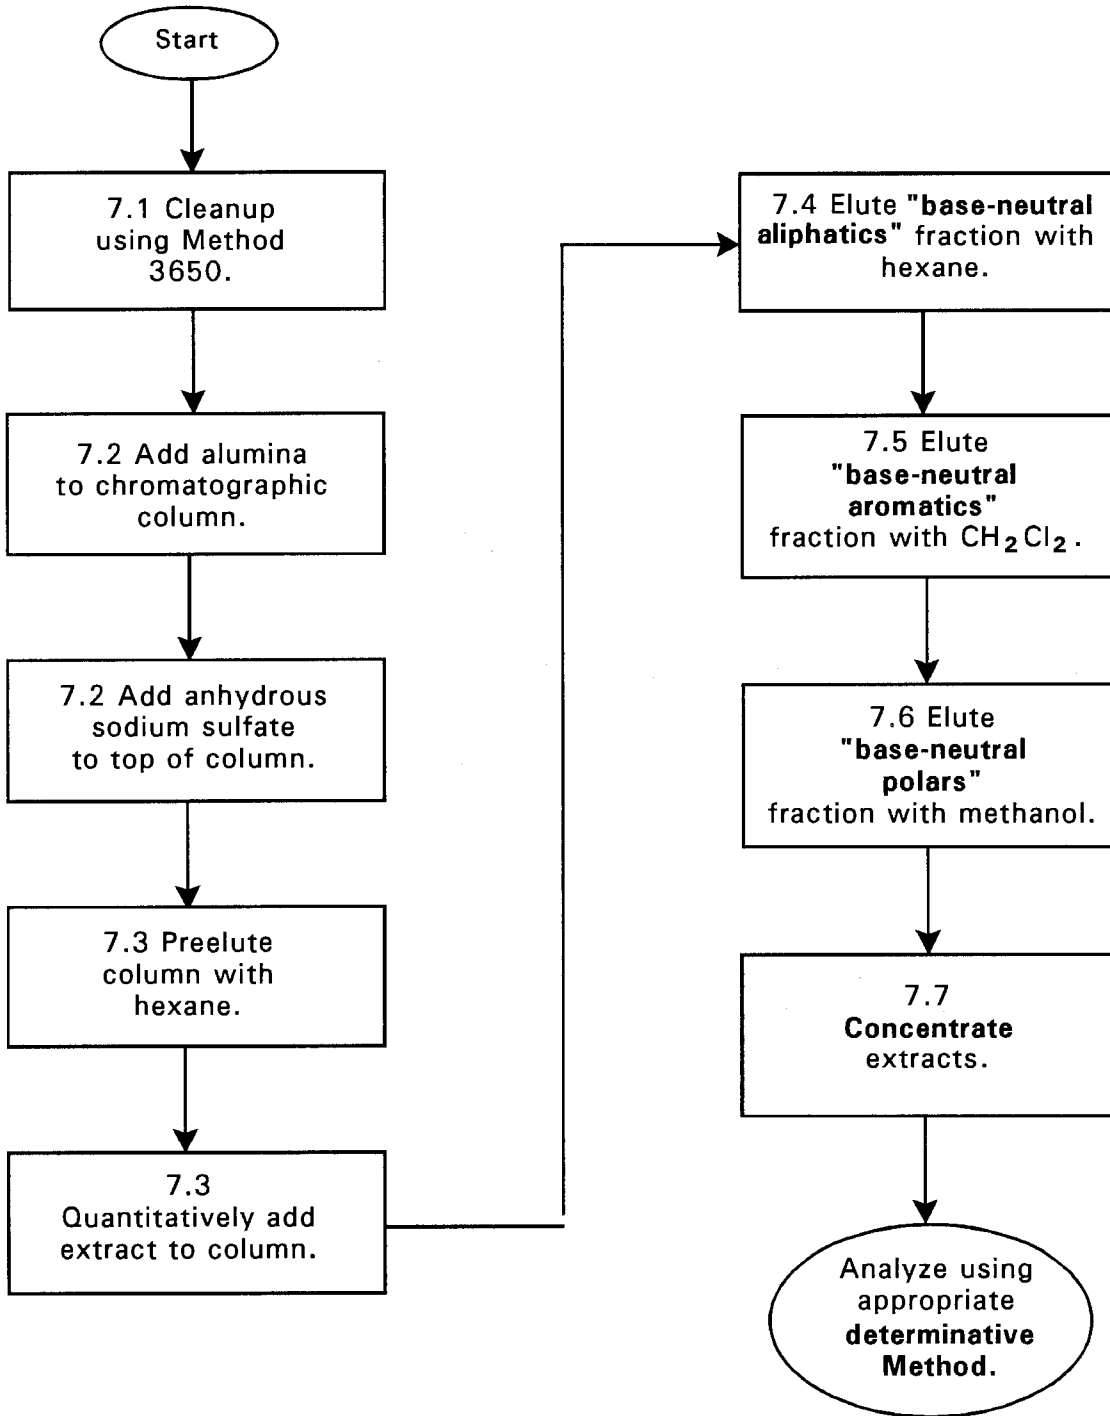 Start
7.1 Cleanup
using Method
3650.
7.2 Add alumina
to chromatographic
column.
7.2 Add anhydrous
sodium sulfate
to top of column.
7.3 Preelute
column with
hexane.
7.3
Quantitatively add
extract to column.
7.4 Elute "base-neutral
aliphatics" fraction with
hexane.
7.5 Elute
"base-neutral
aromatics"
fraction with CH₂Cl₂.
7.6 Elute
"base-neutral
polars"
fraction with methanol.
7.7
Concentrate
extracts.
Analyze using
appropriate
determinative
Method.